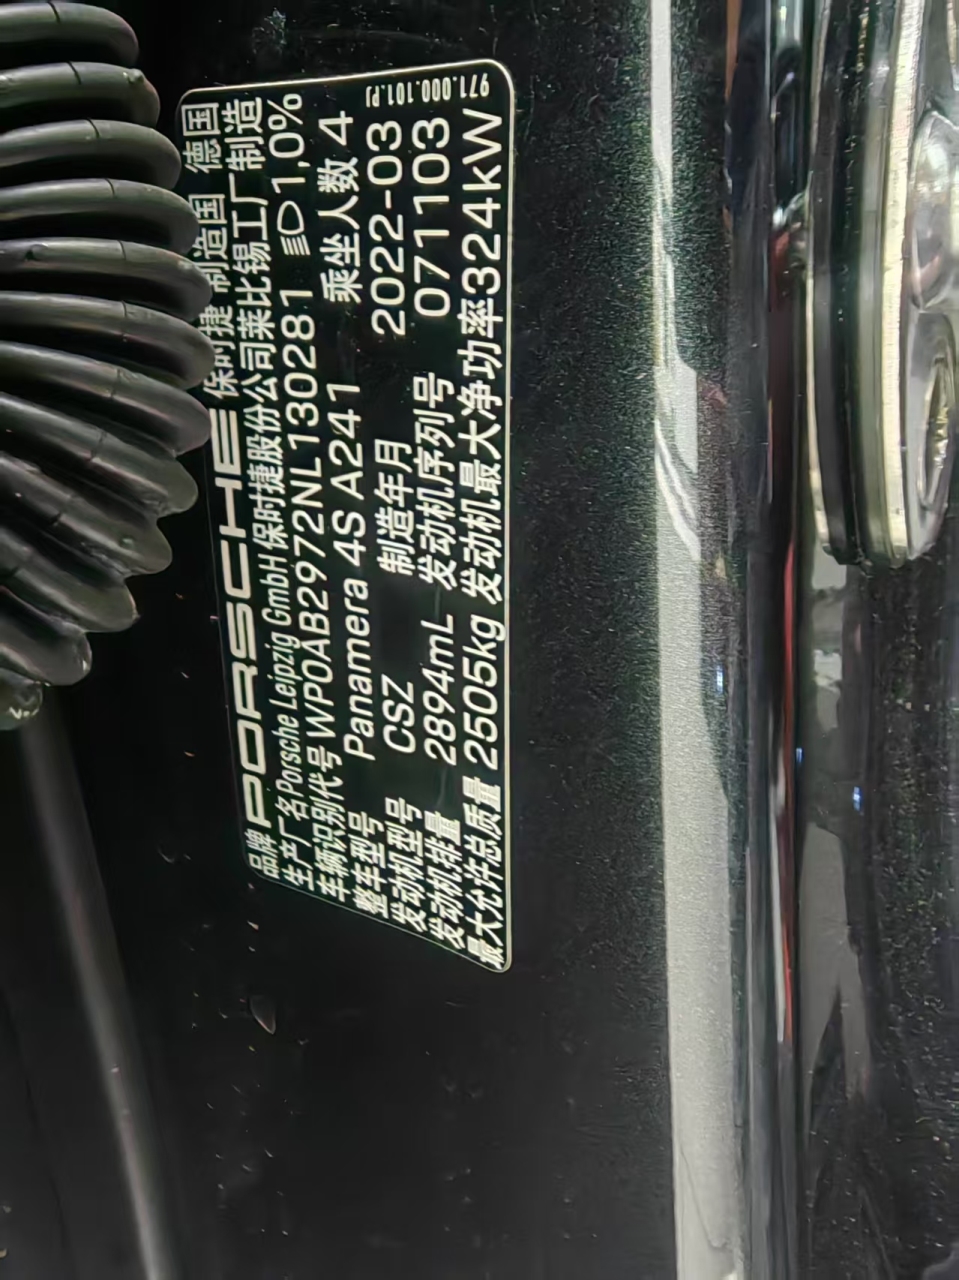 品牌 PORSCHE 保时捷 制造国 德国
生产厂名 Porsche Leipzig GmbH 保时捷股份公司莱比锡工厂制造
车辆识别代号 WP0AB2972NL130281 1,0%
整车型号 Panamera 4S A241 乘坐人数 4
发动机型号 CSZ 制造年月 2022-03
发动机排量 2894mL 发动机序列号 071103
最大允许总质量 2505kg 发动机最大净功率 324kW
971.000.101.PJ